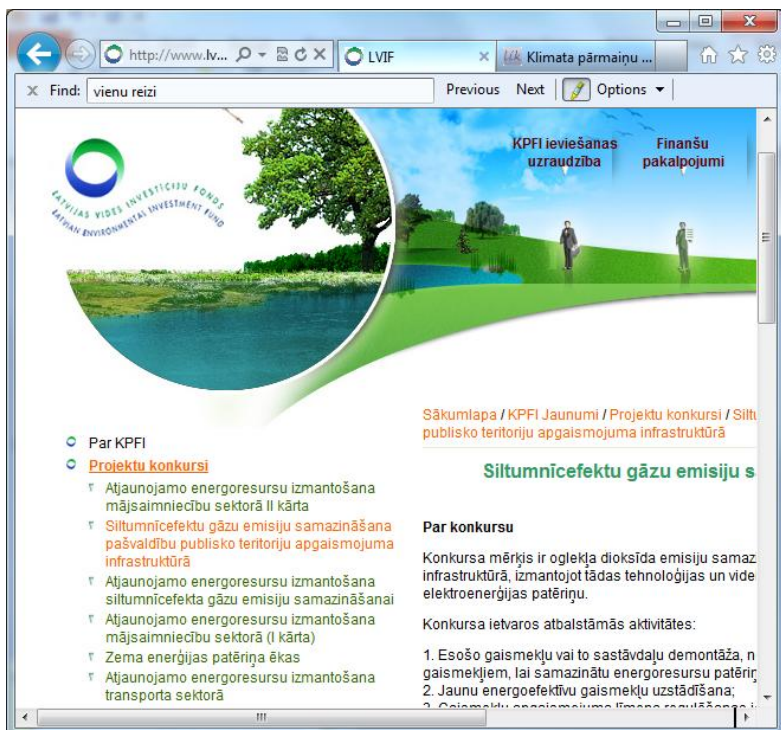 http://www.lv...
LVIF
Klimata pārmaiņu ...
Find: vienu reizi
Previous Next Options
KPFI ieviešanas
uzraudzība
Finanšu
pakalpojumi
LATVIJAS VIDES INVESTĪCIJU FONDS
LATVIAN ENVIRONMENTAL INVESTMENT FUND
Par KPFI
Projektu konkursi
Atjaunojamo energoresursu izmantošana
mājsaimniecību sektorā II kārta
Siltumnīcefektu gāzu emisiju samazināšana
pašvaldību publisko teritoriju apgaismojuma
infrastruktūrā
Atjaunojamo energoresursu izmantošana
siltumnīcefekta gāzu emisiju samazināšanai
Atjaunojamo energoresursu izmantošana
mājsaimniecību sektorā (I kārta)
Zema enerģijas patēriņa ēkas
Atjaunojamo energoresursu izmantošana
transporta sektorā
Sākumlapa / KPFI Jaunumi / Projektu konkursi / Siltu
publisko teritoriju apgaismojuma infrastruktūrā
Siltumnīcefektu gāzu emisiju s
Par konkursu
Konkursa mērķis ir oglekļa dioksīda emisiju samaz
infrastruktūrā, izmantojot tādas tehnoloģijas un vide
elektroenerģijas patēriņu.
Konkursa ietvaros atbalstāmās aktivitātes:
1. Esošo gaismekļu vai to sastāvdaļu demontāža, n
gaismekļiem, lai samazinātu energoresursu patēriņ
2. Jaunu energoefektīvu gaismekļu uzstādīšana;